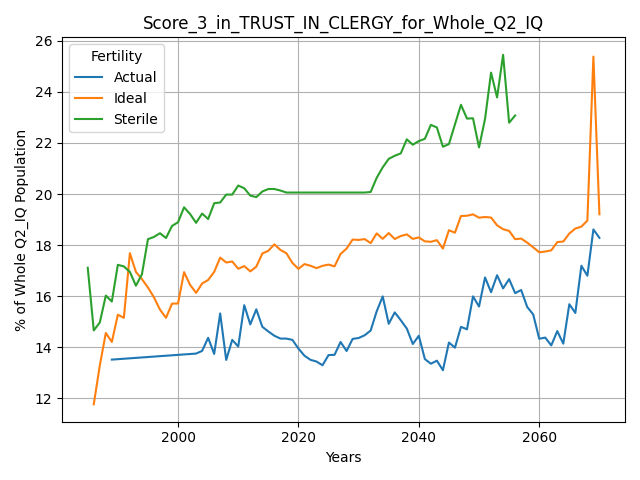 Score_3_in_TRUST_IN_CLERGY_for_Whole_Q2_IQ
Fertility
Actual
Ideal
Sterile
% of Whole Q2_IQ Population
26
24
22
20
18
16
14
12
2000
2020
2040
2060
Years